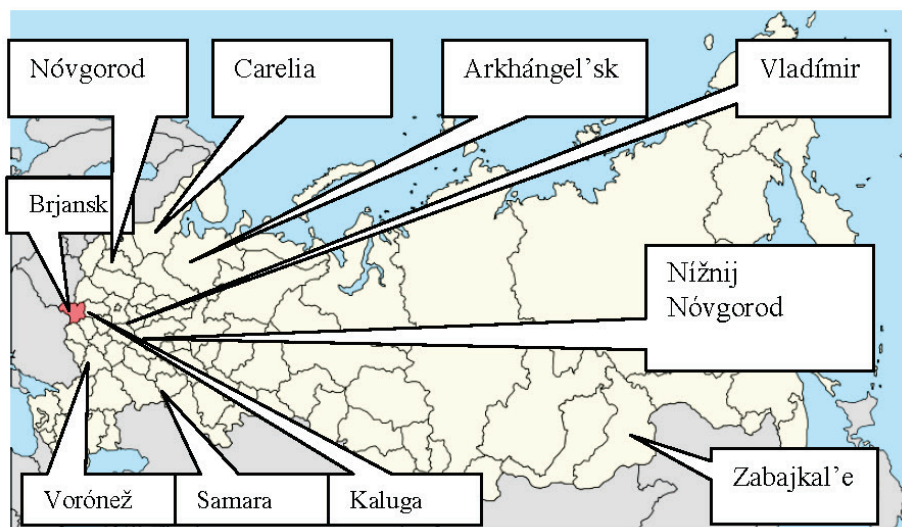 Nóvgorod
Carelia
Arkhángel’sk
Vladímir
Brjansk
Nížnij
Nóvgorod
Vorónež
Samara
Kaluga
Zabajkal’e